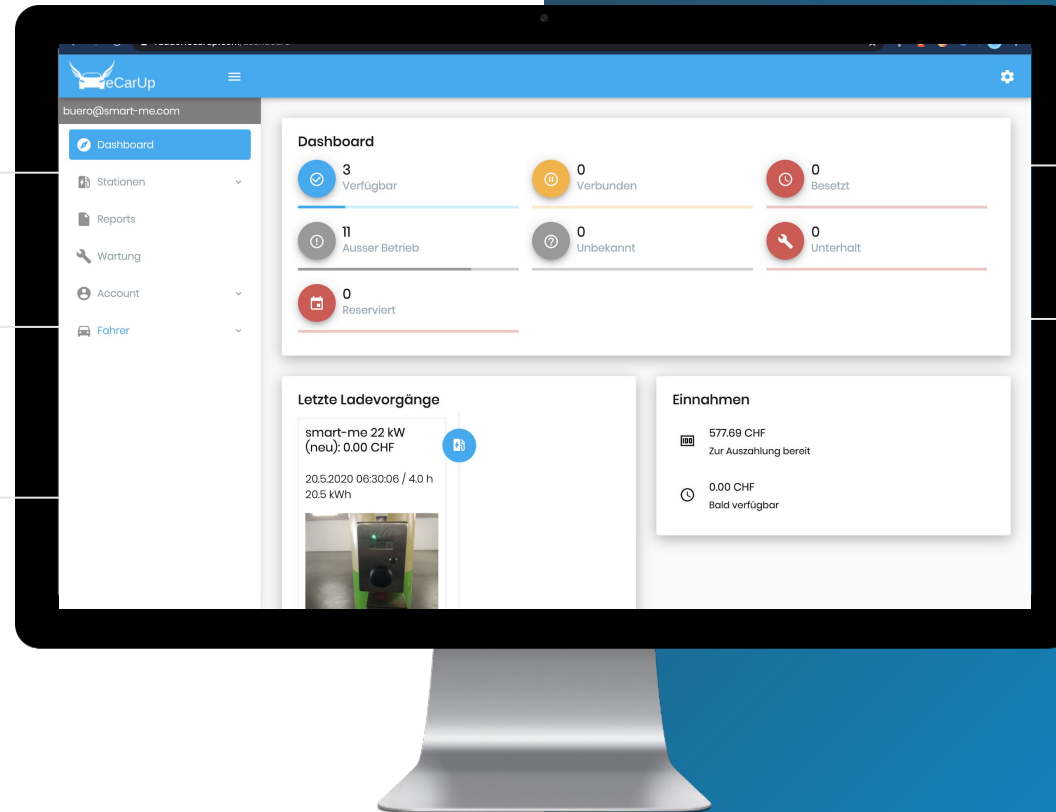 eCarUp
buero@smart-me.com
Dashboard
Stationen
Reports
Wartung
Account
Fahrer
Dashboard
3
Verfügbar
0
Verbunden
0
Besetzt
11
Ausser Betrieb
0
Unbekannt
0
Unterhalt
0
Reserviert
Letzte Ladevorgänge
smart-me 22 kW
(neu): 0.00 CHF
20.5.2020 06:30:06 / 4.0 h
20.5 kWh
Einnahmen
577.69 CHF
Zur Auszahlung bereit
0.00 CHF
Bald verfügbar